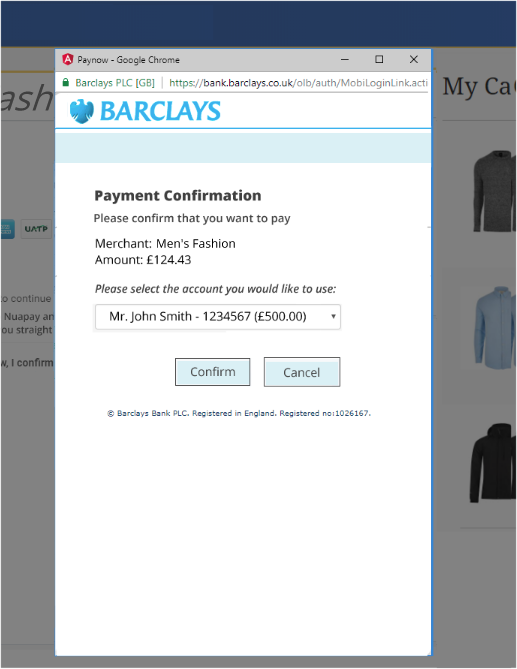 Paynow - Google Chrome
Barclays PLC [GB] | https://bank.barclays.co.uk/olb/auth/MobiLoginLink.acti
BARCLAYS
My Ca
ash
Payment Confirmation
Please confirm that you want to pay
UATP
Merchant: Men's Fashion
Amount: £124.43
Please select the account you would like to use:
to continue
Mr. John Smith - 1234567 (£500.00)
Nuapay an
ou straight
w, I confirm
Confirm
Cancel
© Barclays Bank PLC. Registered in England. Registered no:1026167.